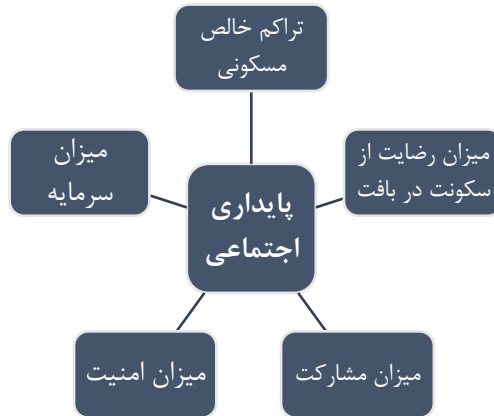 تراکم خالص
مسکونی
میزان رضایت از
سکونت در بافت
میزان
سرمایه
پایداری
اجتماعی
میزان مشارکت
میزان امنیت